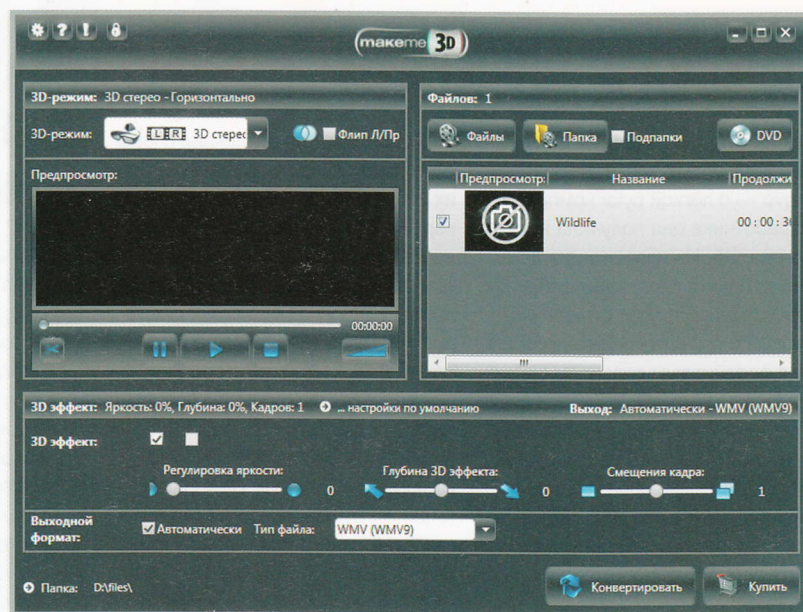 makeme 3D
3D-режим: 3D стерео - Горизонтально
3D-режим: L R 3D стерес Флип Л/Пр
Предпросмотр:
00:00:00
Файлов: 1
Файлы Папка Подпапки DVD
Предпросмотр: Название Продолжи
Wildlife 00:00:30
3D эффект: Яркость: 0%, Глубина: 0%, Кадров: 1 ... настройки по умолчанию Выход: Автоматически - WMV (WMV9)
3D эффект:
Регулировка яркости: Глубина 3D эффекта: Смещения кадра:
0 0 1
Выходной
формат: Автоматически Тип файла: WMV (WMV9)
Папка: D:\files\ Конвертировать Купить